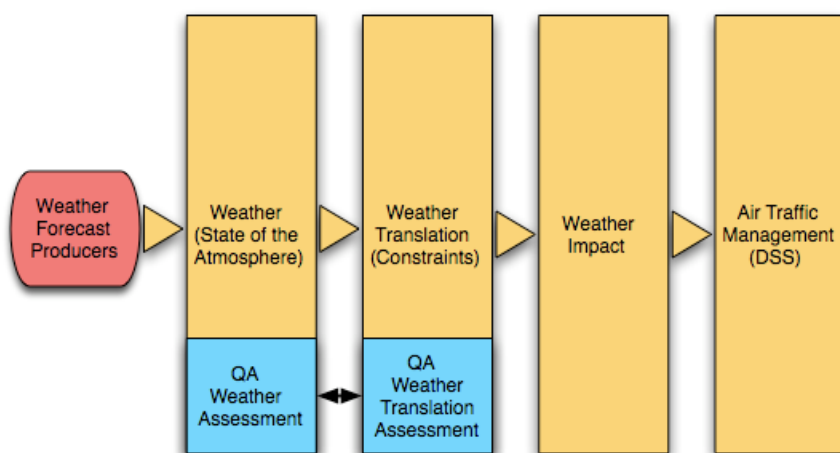 Weather
Forecast
Producers
Weather
(State of the
Atmosphere)
Weather
Translation
(Constraints)
Weather
Impact
Air Traffic
Management
(DSS)
QA
Weather
Assessment
QA
Weather
Translation
Assessment